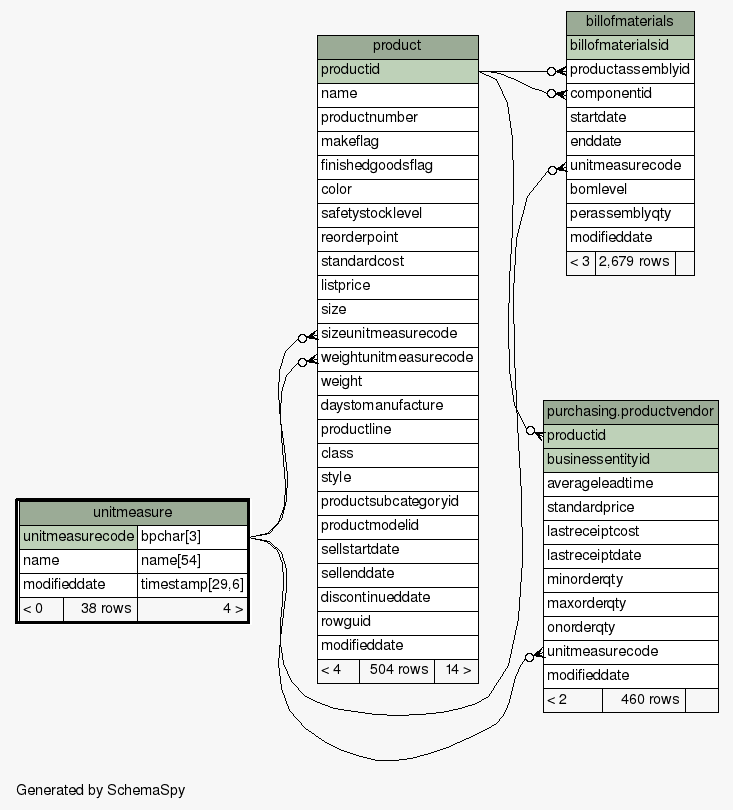 product
productid
name
productnumber
makeflag
finishedgoodsflag
color
safetystocklevel
reorderpoint
standardcost
listprice
size
sizeunitmeasurecode
weightunitmeasurecode
weight
daystomanufacture
productline
class
style
productsubcategoryid
productmodelid
sellstartdate
sellenddate
discontinueddate
rowguid
modifieddate
< 4 504 rows 14 >
billofmaterials
billofmaterialsid
productassemblyid
componentid
startdate
enddate
unitmeasurecode
bomlevel
perassemblyqty
modifieddate
< 3 2,679 rows
purchasing.productvendor
productid
businessentityid
averageleadtime
standardprice
lastreceiptcost
lastreceiptdate
minorderqty
maxorderqty
onorderqty
unitmeasurecode
modifieddate
< 2 460 rows
unitmeasure
unitmeasurecode bpchar[3]
name name[54]
modifieddate timestamp[29,6]
< 0 38 rows 4 >
Generated by SchemaSpy